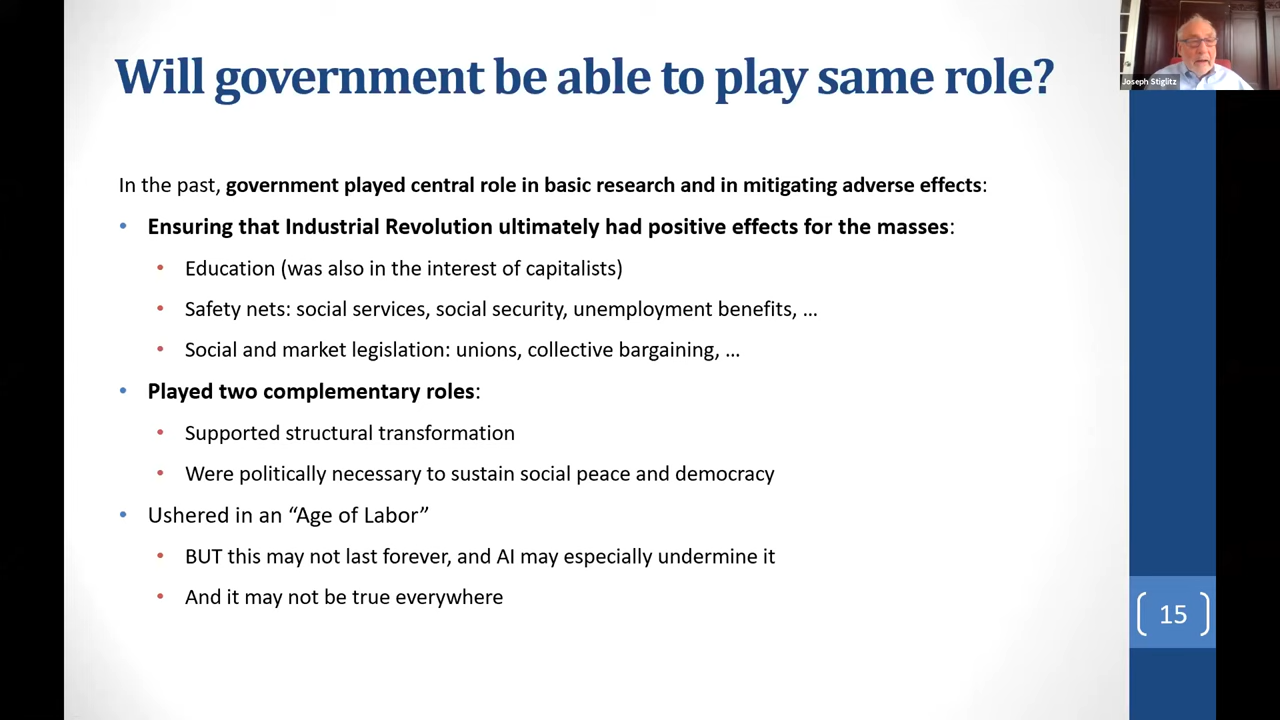 Will government be able to play same role?
Joseph Stiglitz
In the past, government played central role in basic research and in mitigating adverse effects:
• Ensuring that Industrial Revolution ultimately had positive effects for the masses:
• Education (was also in the interest of capitalists)
• Safety nets: social services, social security, unemployment benefits, …
• Social and market legislation: unions, collective bargaining, …
• Played two complementary roles:
• Supported structural transformation
• Were politically necessary to sustain social peace and democracy
• Ushered in an “Age of Labor”
• BUT this may not last forever, and AI may especially undermine it
• And it may not be true everywhere
15